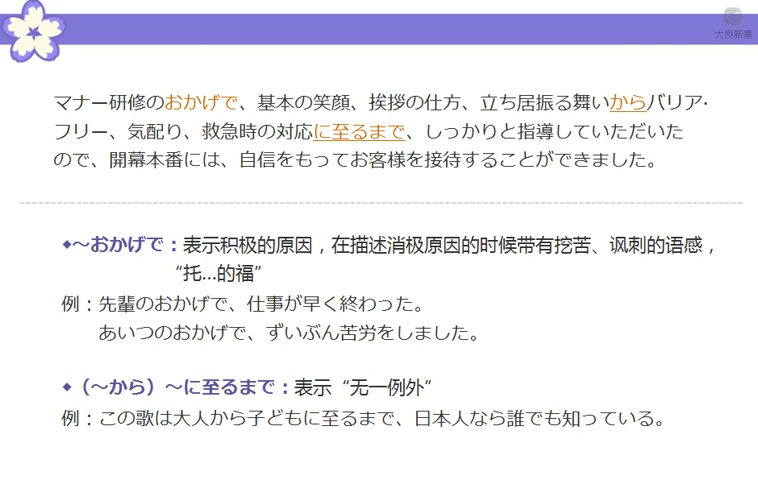 大良新濠
マナー研修のおかげで、基本の笑顔、挨拶の仕方、立ち居振る舞いからバリア·
フリー、気配り、救急時の対応に至るまで、しっかりと指導していただいた
ので、開幕本番には、自信をもってお客様を接待することができました。
◆～おかげで：表示积极的原因，在描述消极原因的时候带有挖苦、讽刺的语感，
“托…的福”
例：先輩のおかげで、仕事が早く終わった。
あいつのおかげで、ずいぶん苦労をしました。
◆（～から）～に至るまで：表示“无一例外”
例：この歌は大人から子どもに至るまで、日本人なら誰でも知っている。